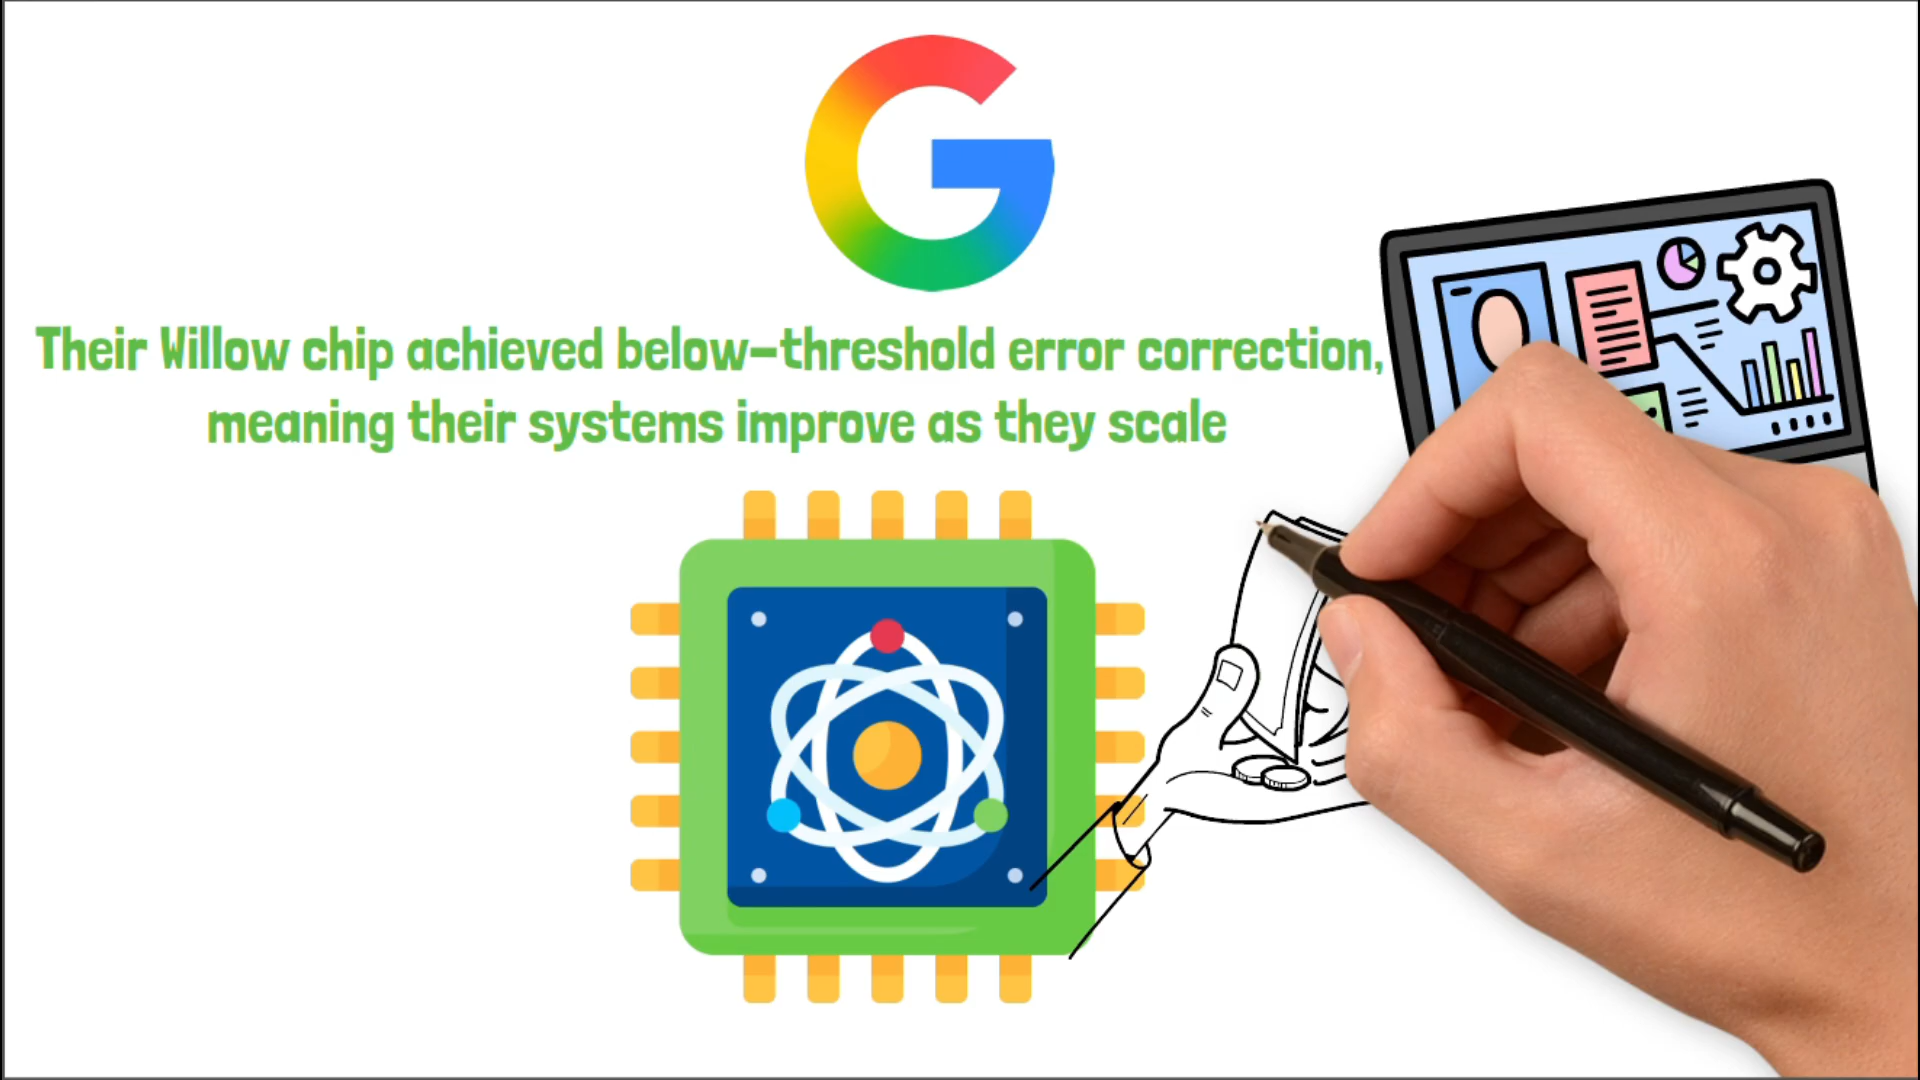 Their Willow chip achieved below-threshold error correction,
meaning their systems improve as they scale